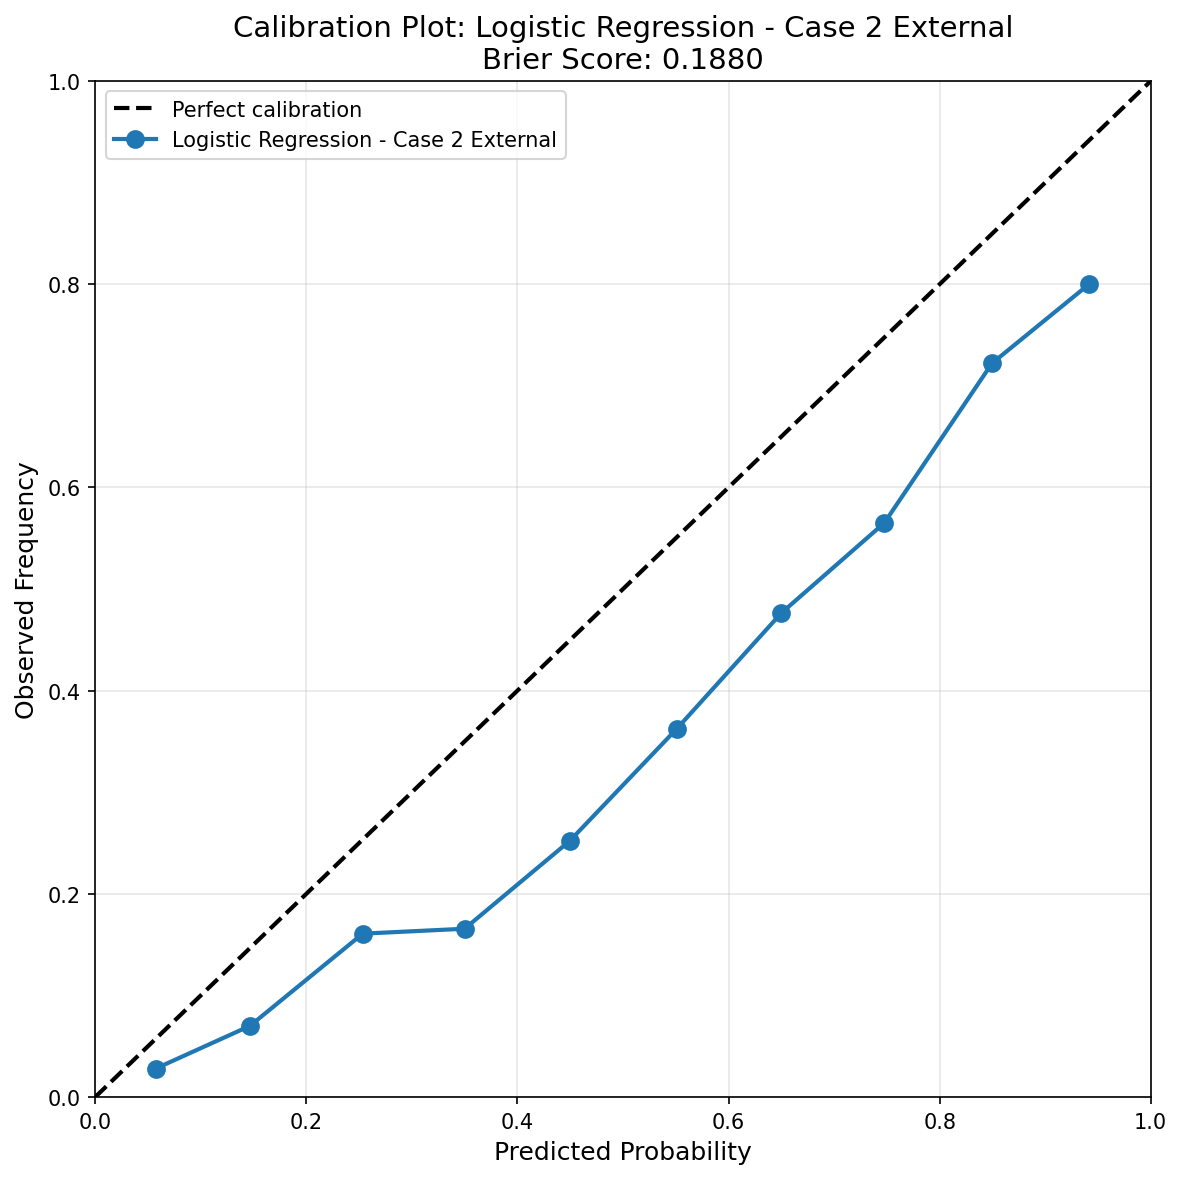 Calibration Plot: Logistic Regression - Case 2 External
Brier Score: 0.1880
Perfect calibration
Logistic Regression - Case 2 External
1.0
0.8
0.6
0.4
0.2
0.0
Observed Frequency
0.0 0.2 0.4 0.6 0.8 1.0
Predicted Probability